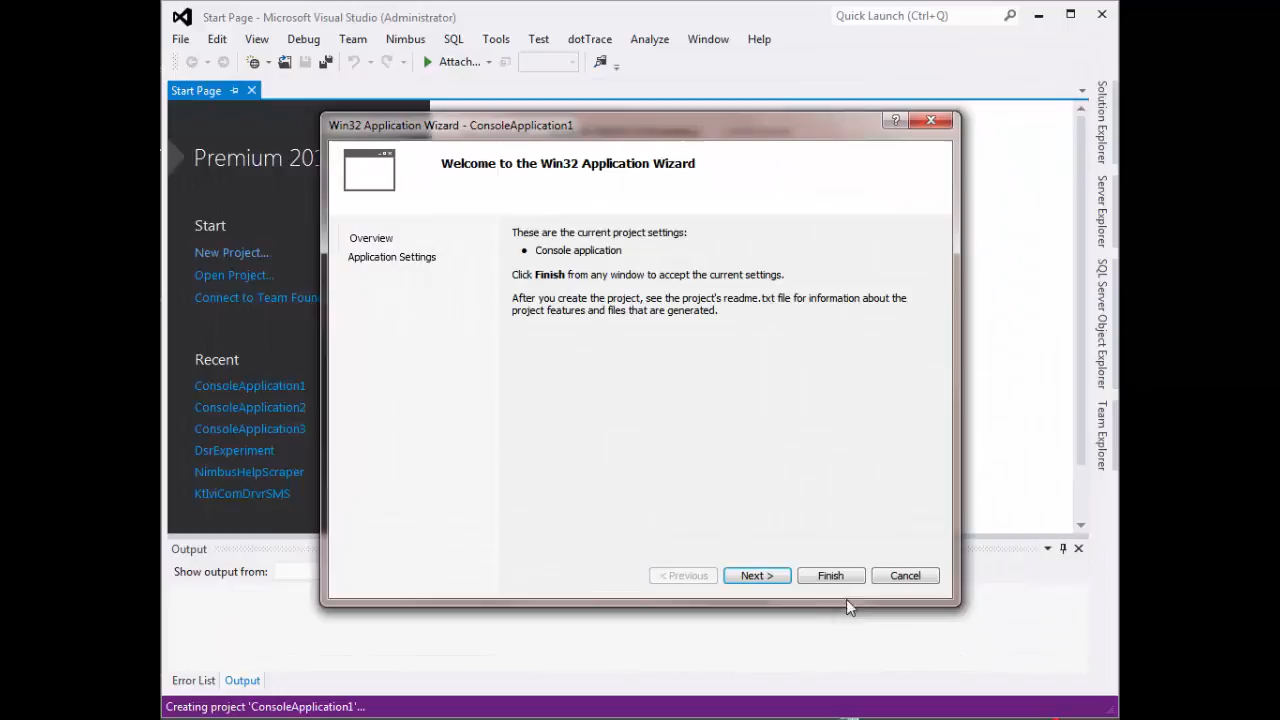 Start Page - Microsoft Visual Studio (Administrator)
Quick Launch (Ctrl+Q)
File Edit View Debug Team Nimbus SQL Tools Test dotTrace Analyze Window Help
Attach...
Start Page
Premium 201
Start
New Project...
Open Project...
Connect to Team Foun
Recent
ConsoleApplication1
ConsoleApplication2
ConsoleApplication3
DsrExperiment
NimbusHelpScraper
KtIviComDrvrSMS
Win32 Application Wizard - ConsoleApplication1
Welcome to the Win32 Application Wizard
Overview
Application Settings
These are the current project settings:
• Console application
Click Finish from any window to accept the current settings.
After you create the project, see the project's readme.txt file for information about the
project features and files that are generated.
< Previous Next > Finish Cancel
Solution Explorer
Server Explorer
SQL Server Object Explorer
Team Explorer
Output
Show output from:
Error List Output
Creating project 'ConsoleApplication1'...